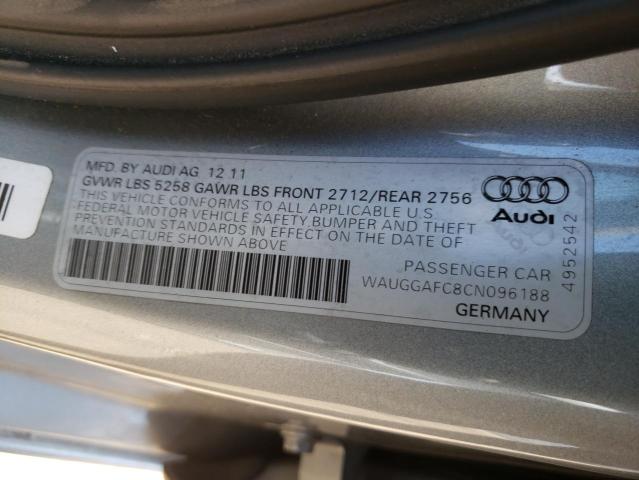 MFD. BY AUDI AG 12 11
GVWR LBS 5258 GAWR LBS FRONT 2712/REAR 2756
THIS VEHICLE CONFORMS TO ALL APPLICABLE U.S.
FEDERAL MOTOR VEHICLE SAFETY BUMPER AND THEFT
PREVENTION STANDARDS IN EFFECT ON THE DATE OF
MANUFACTURE SHOWN ABOVE
Audi
PASSENGER CAR
WAUGGAFC8CN096188
GERMANY
4952542